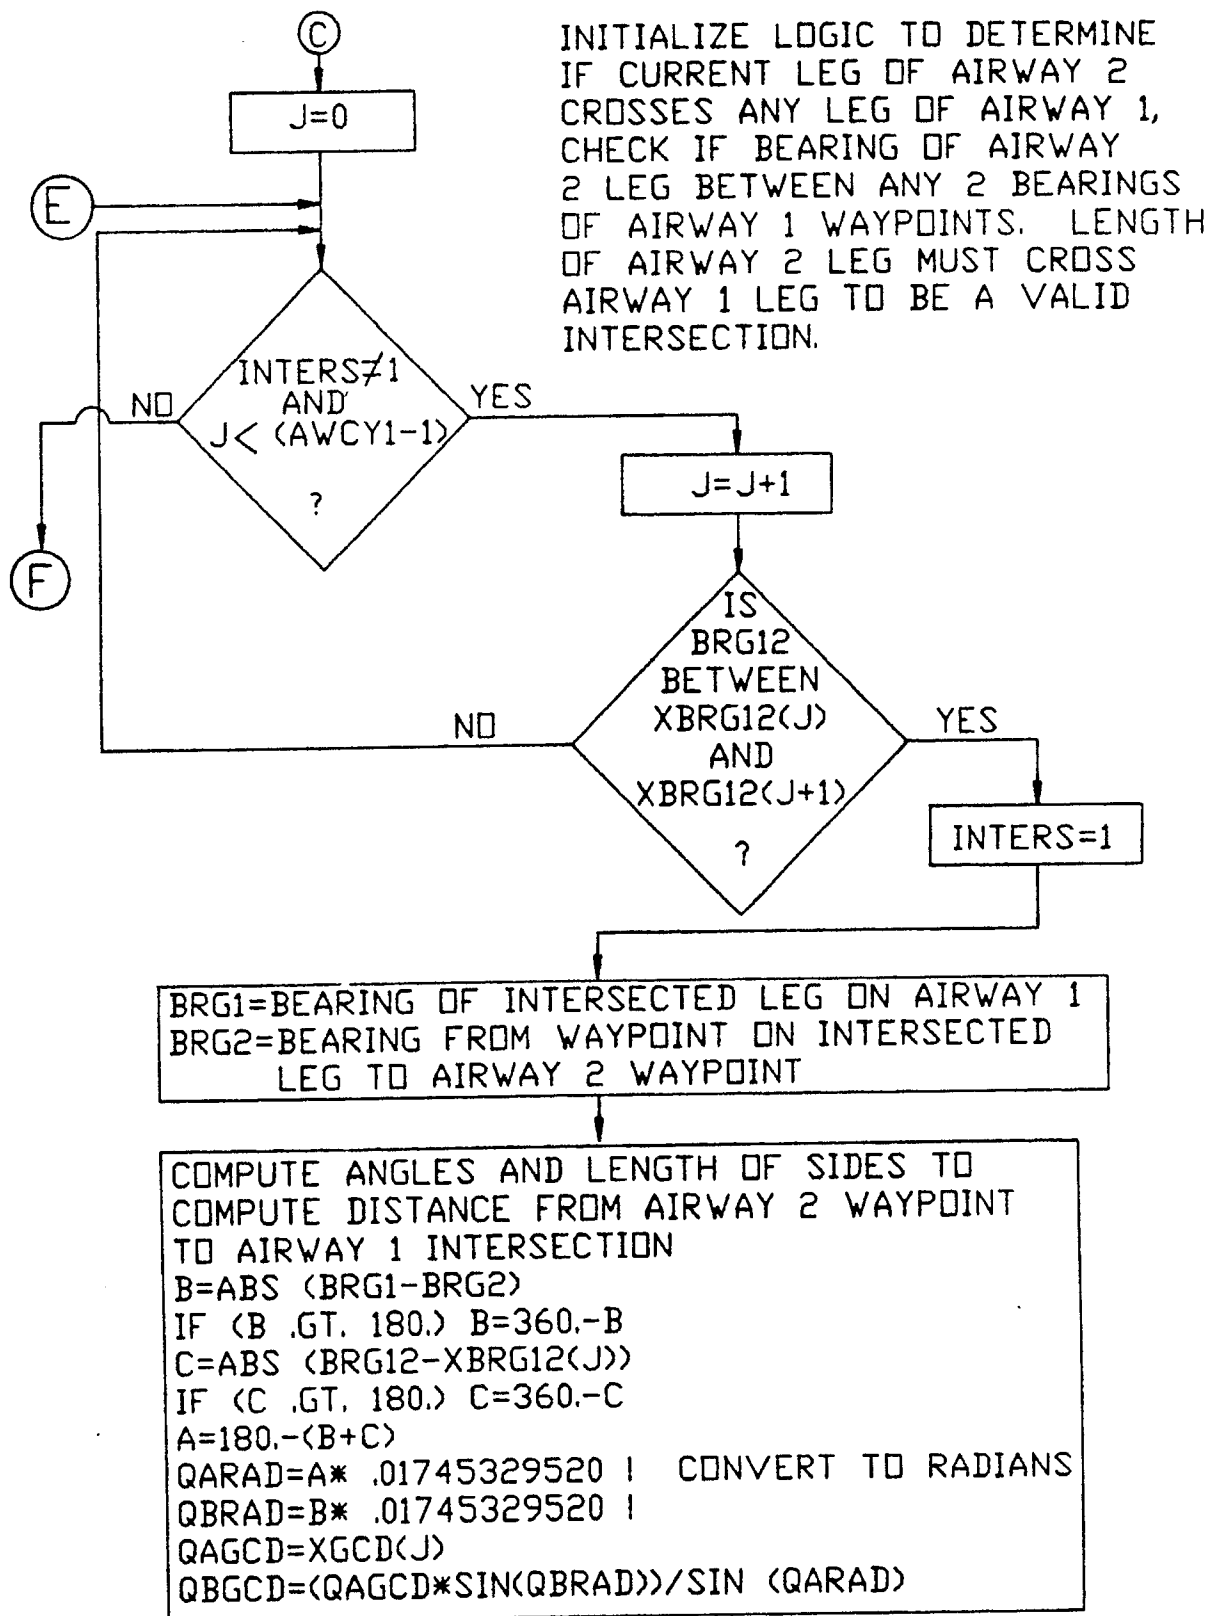 C
INITIALIZE LOGIC TO DETERMINE
IF CURRENT LEG OF AIRWAY 2
CROSSES ANY LEG OF AIRWAY 1,
CHECK IF BEARING OF AIRWAY
2 LEG BETWEEN ANY 2 BEARINGS
OF AIRWAY 1 WAYPOINTS. LENGTH
OF AIRWAY 2 LEG MUST CROSS
AIRWAY 1 LEG TO BE A VALID
INTERSECTION.
J=0
E
INTERS≠1
AND
J< (AWCY1-1)
?
NO
YES
F
J=J+1
IS
BRG12
BETWEEN
XBRG12(J)
AND
XBRG12(J+1)
?
NO
YES
INTERS=1
BRG1=BEARING OF INTERSECTED LEG ON AIRWAY 1
BRG2=BEARING FROM WAYPOINT ON INTERSECTED
LEG TO AIRWAY 2 WAYPOINT
COMPUTE ANGLES AND LENGTH OF SIDES TO
COMPUTE DISTANCE FROM AIRWAY 2 WAYPOINT
TO AIRWAY 1 INTERSECTION
B=ABS (BRG1-BRG2)
IF (B .GT. 180.) B=360.-B
C=ABS (BRG12-XBRG12(J))
IF (C .GT. 180.) C=360.-C
A=180.-(B+C)
QARAD=A* .01745329520 ! CONVERT TO RADIANS
QBRAD=B* .01745329520 !
QAGCD=XGCD(J)
QBGCD=(QAGCD*SIN(QBRAD))/SIN (QARAD)